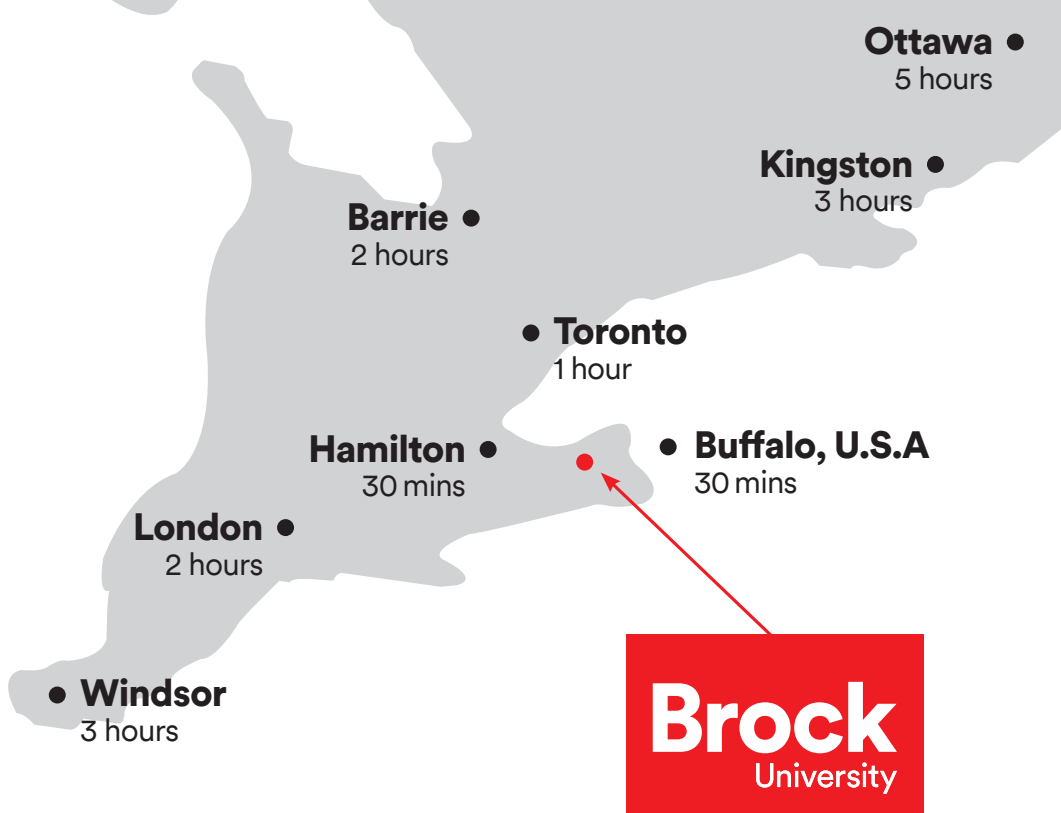 Ottawa
5 hours
Kingston
3 hours
Barrie
2 hours
Toronto
1 hour
Hamilton
30 mins
Buffalo, U.S.A
30 mins
London
2 hours
Windsor
3 hours
Brock
University